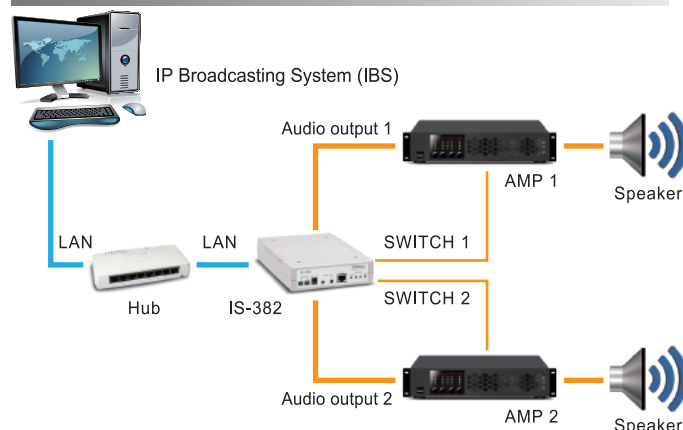 IP Broadcasting System (IBS)
Audio output 1
AMP 1
Speaker
LAN
LAN
SWITCH 1
Hub
IS-382
SWITCH 2
Audio output 2
AMP 2
Speaker